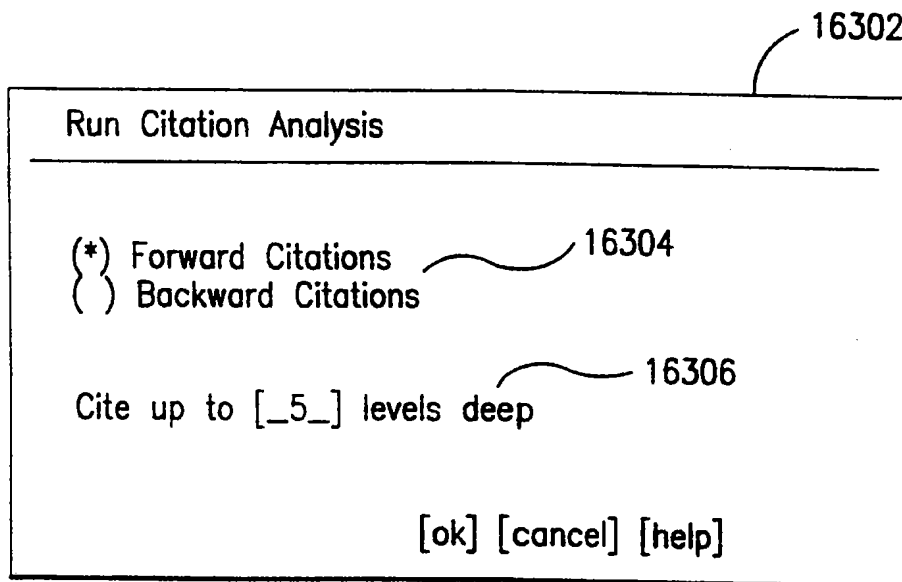 16302
Run Citation Analysis
(*) Forward Citations
16304
( ) Backward Citations
16306
Cite up to [_5_] levels deep
[ok] [cancel] [help]